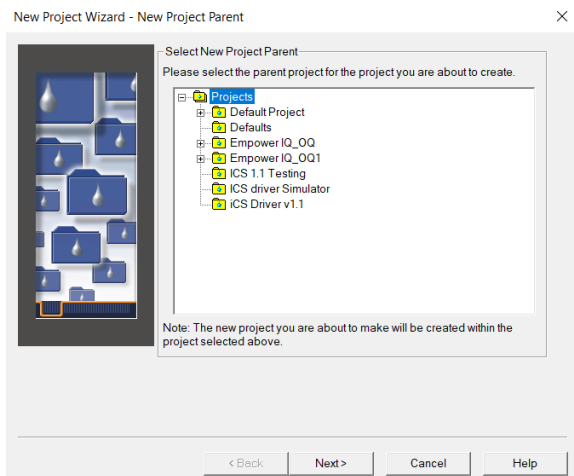 New Project Wizard - New Project Parent
Select New Project Parent
Please select the parent project for the project you are about to create.
Projects
Default Project
Defaults
Empower IQ_OQ
Empower IQ_OQ1
ICS 1.1 Testing
ICS driver Simulator
iCS Driver v1.1
Note: The new project you are about to make will be created within the
project selected above.
< Back Next > Cancel Help